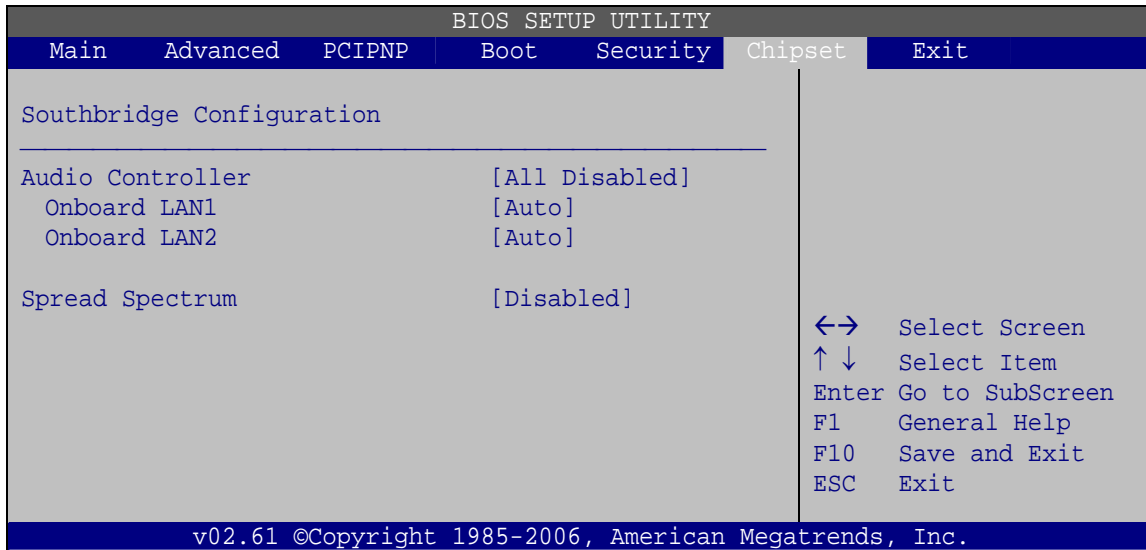 BIOS SETUP UTILITY
Main Advanced PCIPNP Boot Security Chipset Exit
Southbridge Configuration
Audio Controller [All Disabled]
Onboard LAN1 [Auto]
Onboard LAN2 [Auto]
Spread Spectrum [Disabled]
←→ Select Screen
↑ ↓ Select Item
Enter Go to SubScreen
F1 General Help
F10 Save and Exit
ESC Exit
v02.61 ©Copyright 1985-2006, American Megatrends, Inc.